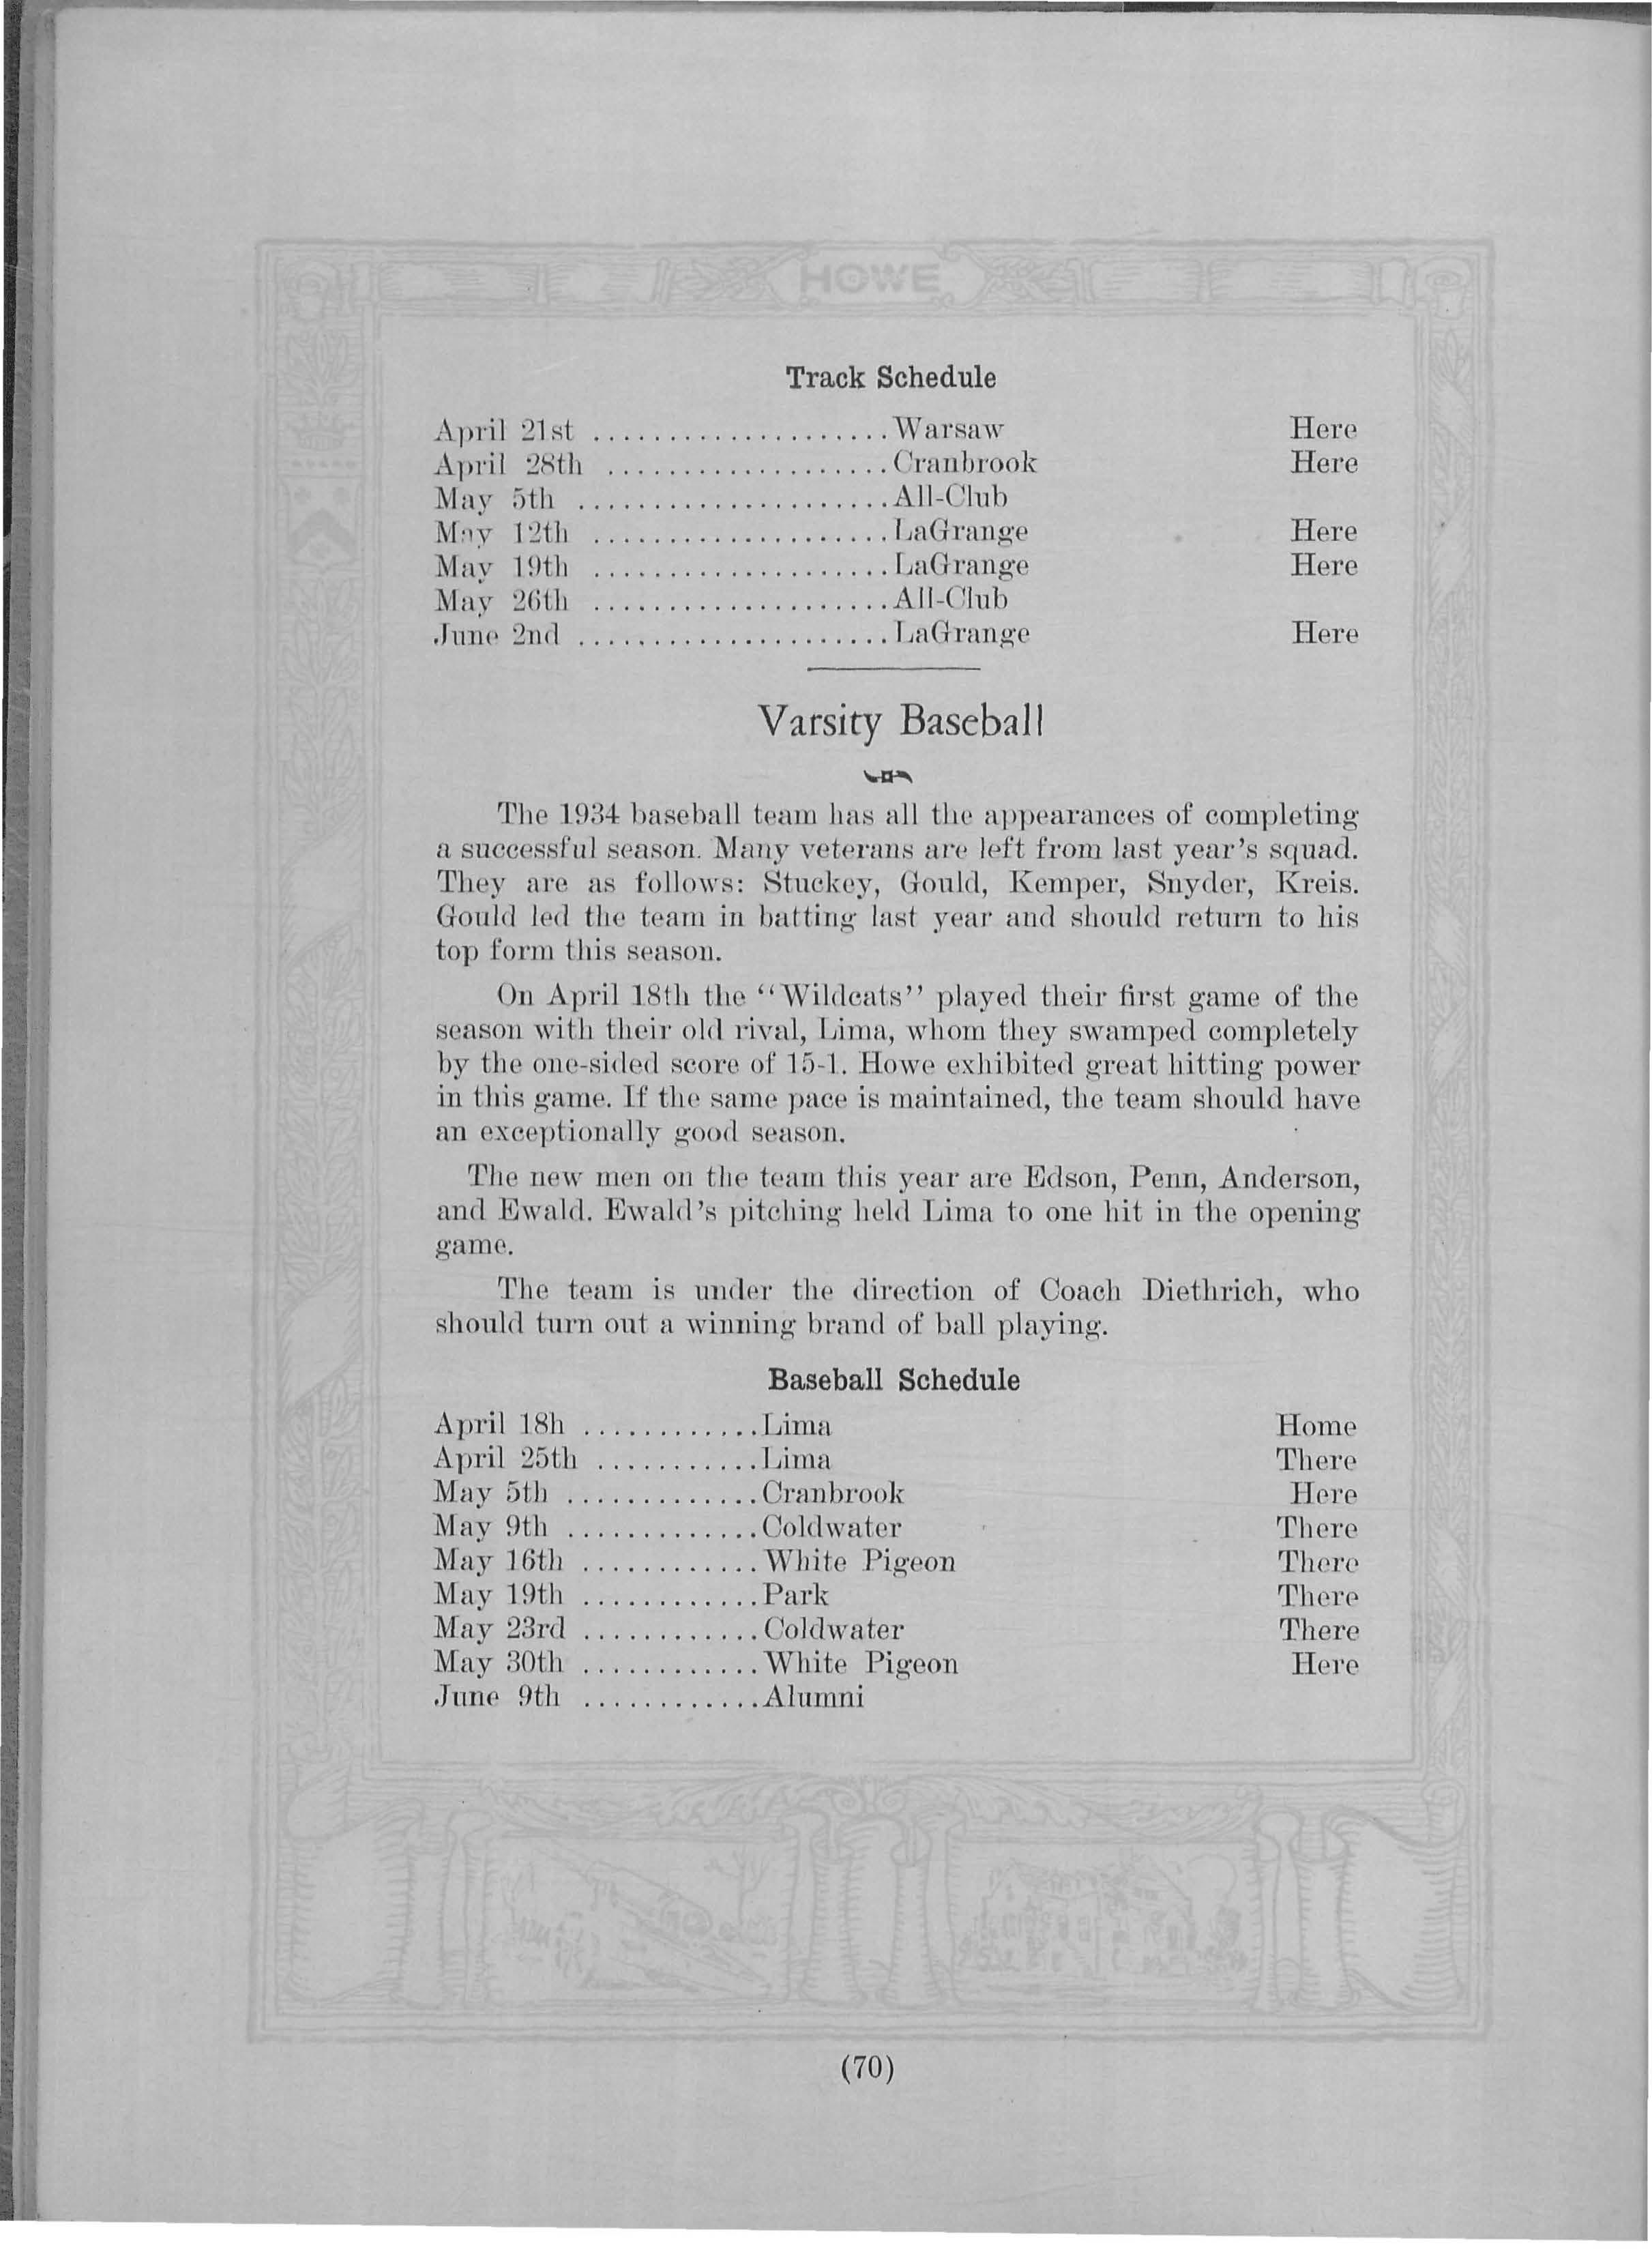 HOWE
Track Schedule
April 21st ....................Warsaw Here
April 28th ...................Cranbrook Here
May 5th .....................All-Club
May 12th ....................LaGrange Here
May 19th ....................LaGrange Here
May 26th ....................All-Club
June 2nd .....................LaGrange Here
Varsity Baseball
The 1934 baseball team has all the appearances of completing
a successful season. Many veterans are left from last year's squad.
They are as follows: Stuckey, Gould, Kemper, Snyder, Kreis.
Gould led the team in batting last year and should return to his
top form this season.
On April 18th the "Wildcats" played their first game of the
season with their old rival, Lima, whom they swamped completely
by the one-sided score of 15-1. Howe exhibited great hitting power
in this game. If the same pace is maintained, the team should have
an exceptionally good season.
The new men on the team this year are Edson, Penn, Anderson,
and Ewald. Ewald's pitching held Lima to one hit in the opening
game.
The team is under the direction of Coach Diethrich, who
should turn out a winning brand of ball playing.
Baseball Schedule
April 18h ............Lima Home
April 25th ...........Lima There
May 5th .............Cranbrook Here
May 9th .............Coldwater There
May 16th ............White Pigeon There
May 19th ............Park There
May 23rd ............Coldwater There
May 30th ............White Pigeon Here
June 9th ............Alumni
(70)